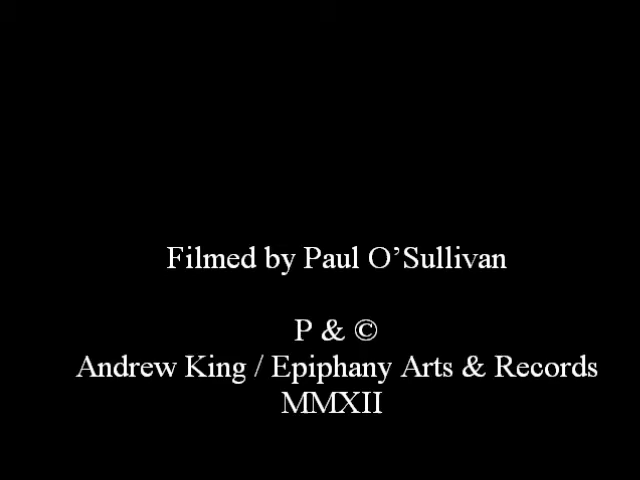 Filmed by Paul O’Sullivan
P & ©
Andrew King / Epiphany Arts & Records
MMXII